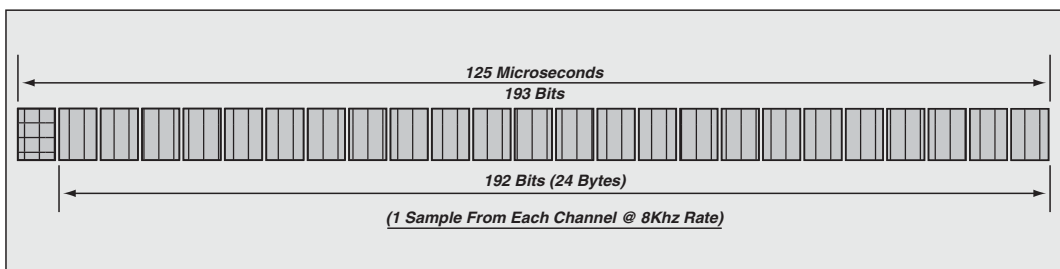 125 Microseconds
193 Bits
192 Bits (24 Bytes)
(1 Sample From Each Channel @ 8Khz Rate)